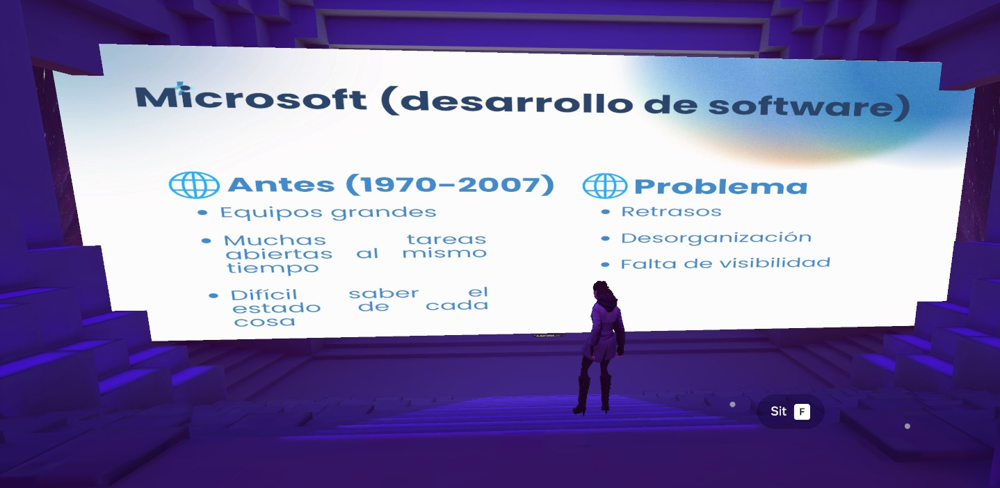 Microsoft (desarrollo de software)
Antes (1970–2007)
• Equipos grandes
• Muchas tareas
abiertas al mismo
tiempo
• Difícil saber el
estado de cada
cosa
Problema
• Retrasos
• Desorganización
• Falta de visibilidad
Sit F